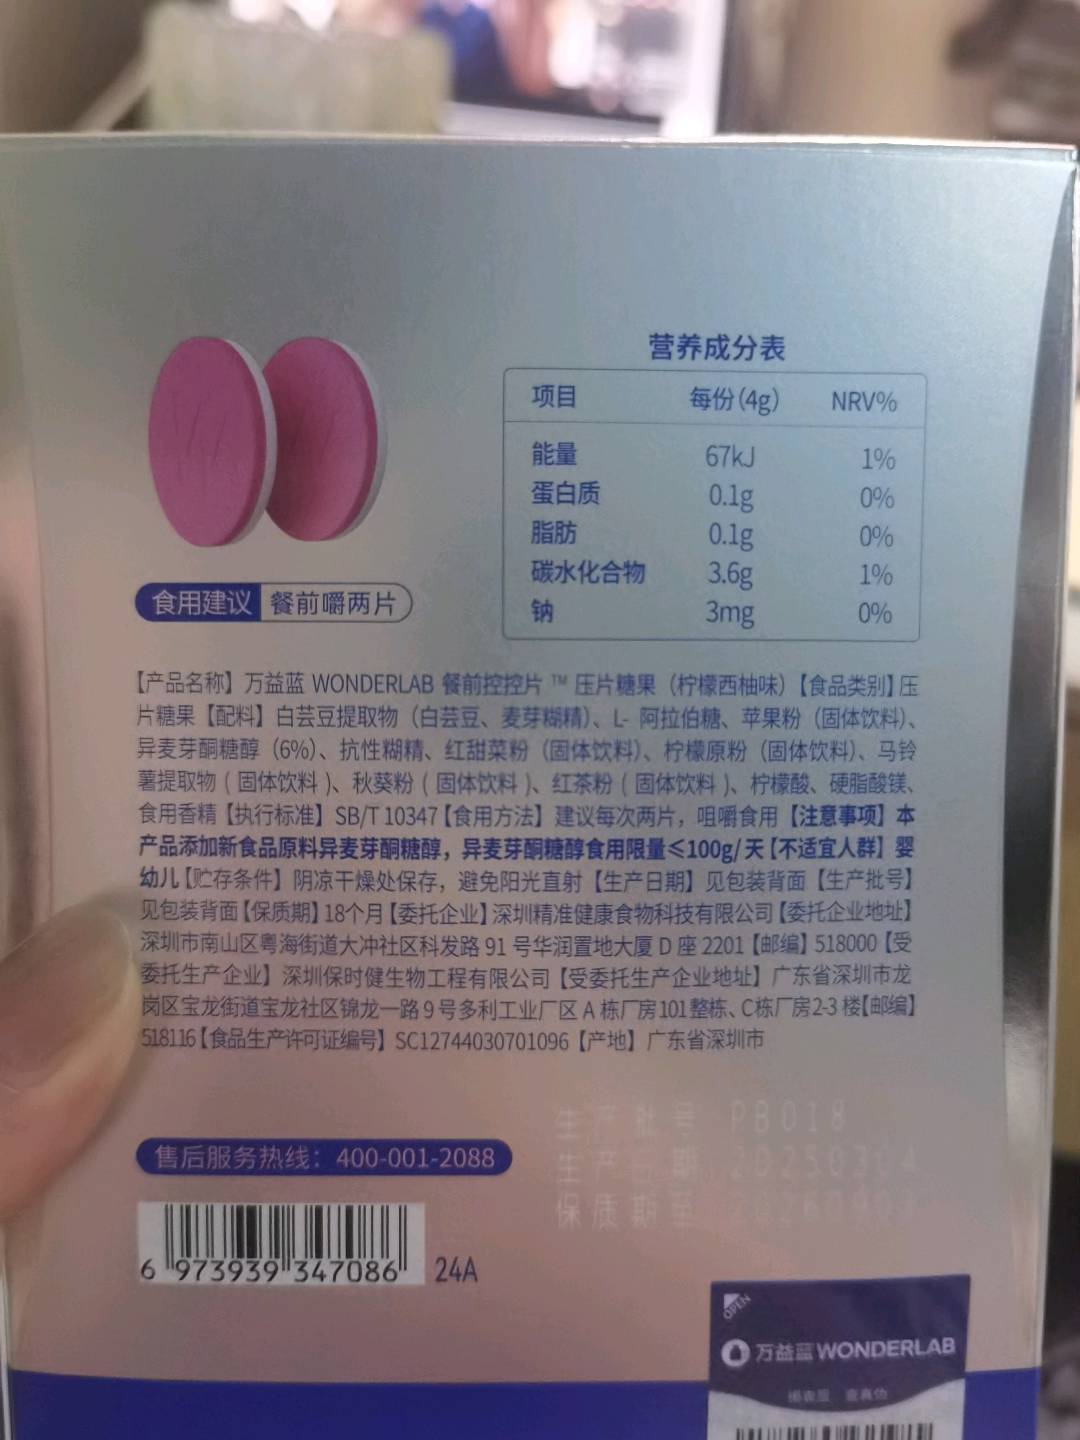 营养成分表
项目 每份(4g) NRV%
能量 67kJ 1%
蛋白质 0.1g 0%
脂肪 0.1g 0%
碳水化合物 3.6g 1%
钠 3mg 0%
食用建议 餐前嚼两片
【产品名称】万益蓝 WONDERLAB 餐前控控片™ 压片糖果（柠檬西柚味）【食品类别】压
片糖果【配料】白芸豆提取物（白芸豆、麦芽糊精）、L- 阿拉伯糖、苹果粉（固体饮料）、
异麦芽酮糖醇（6%）、抗性糊精、红甜菜粉（固体饮料）、柠檬原粉（固体饮料）、马铃
薯提取物（固体饮料）、秋葵粉（固体饮料）、红茶粉（固体饮料）、柠檬酸、硬脂酸镁、
食用香精【执行标准】SB/T 10347【食用方法】建议每次两片，咀嚼食用【注意事项】本
产品添加新食品原料异麦芽酮糖醇，异麦芽酮糖醇食用限量≤100g/天【不适宜人群】婴
幼儿【贮存条件】阴凉干燥处保存，避免阳光直射【生产日期】见包装背面【生产批号】
见包装背面【保质期】18个月【委托企业】深圳精准健康食物科技有限公司【委托企业地址】
深圳市南山区粤海街道大冲社区科发路 91 号华润置地大厦 D 座 2201【邮编】518000【受
委托生产企业】深圳保时健生物工程有限公司【受委托生产企业地址】广东省深圳市龙
岗区宝龙街道宝龙社区锦龙一路 9 号多利工业厂区 A 栋厂房101整栋、C栋厂房2-3 楼【邮编】
518116【食品生产许可证编号】SC12744030701096【产地】广东省深圳市
生产批号 PB018
生产日期
保质期至
售后服务热线：400-001-2088
6 973939 347086
24A
OPEN
万益蓝WONDERLAB